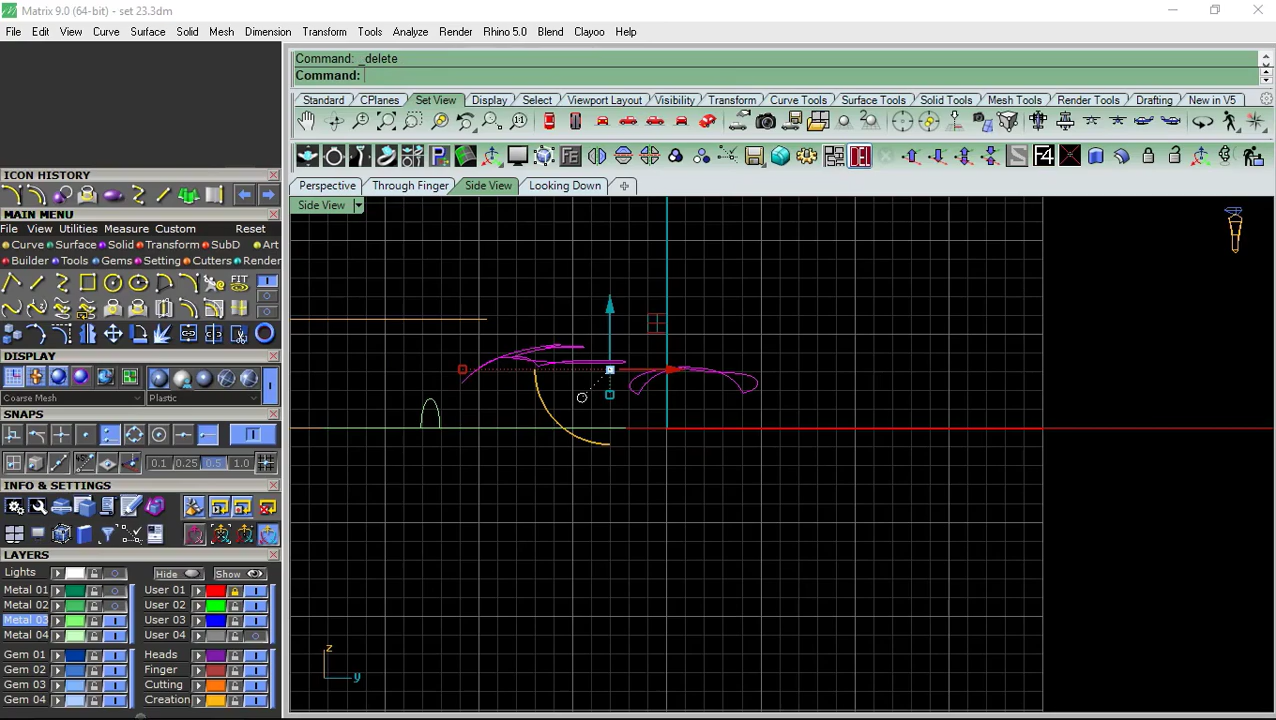 Matrix 9.0 (64-bit) - set 23.3dm
File Edit View Curve Surface Solid Mesh Dimension Transform Tools Analyze Render Rhino 5.0 Blend Clayoo Help
Command: _delete
Command:
Standard CPlanes Set View Display Select Viewport Layout Visibility Transform Curve Tools Surface Tools Solid Tools Mesh Tools Render Tools Drafting New in V5
Perspective Through Finger Side View Looking Down
Side View
ICON HISTORY
MAIN MENU
File View Utilities Measure Custom Reset
Curve Surface Solid Transform SubD Art
Builder Tools Gems Setting Cutters Render
FIT
DISPLAY
Coarse Mesh Plastic
SNAPS
0.1 0.25 0.5 1.0
INFO & SETTINGS
LAYERS
Lights Hide Show
Metal 01 User 01
Metal 02 User 02
Metal 03 User 03
Metal 04 User 04
Gem 01 Heads
Gem 02 Finger
Gem 03 Cutting
Gem 04 Creation
z
y